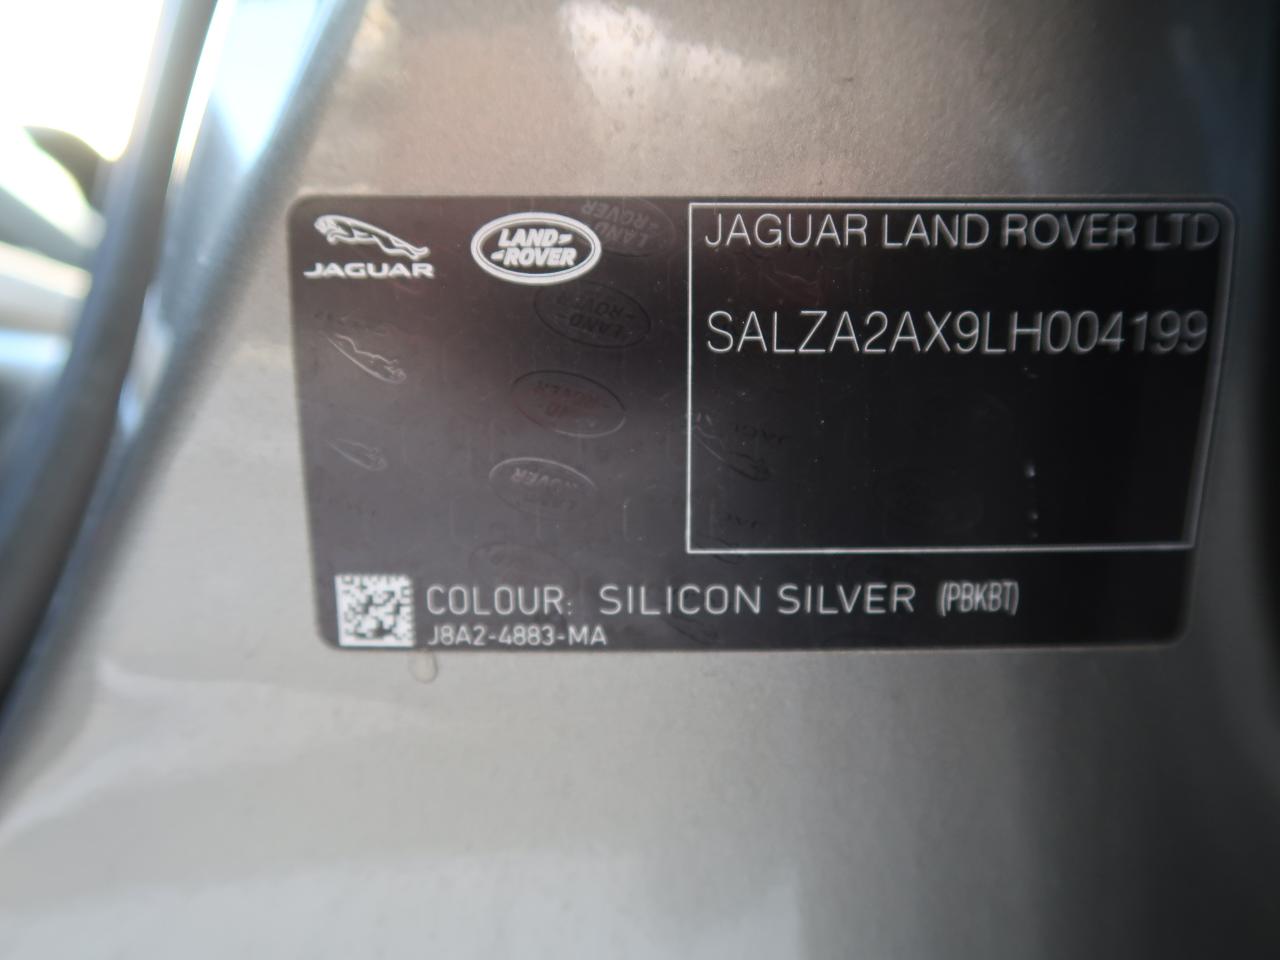 JAGUAR
LAND-
-ROVER
JAGUAR LAND ROVER LTD
SALZA2AX9LH004199
COLOUR: SILICON SILVER (PBKBT)
J8A2-4883-MA